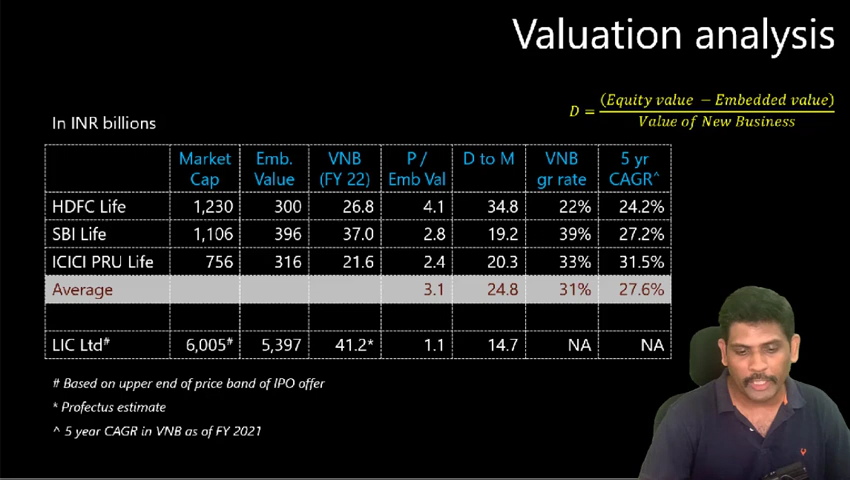 Valuation analysis
D = (Equity value − Embedded value) / Value of New Business
In INR billions
Market Cap Emb. Value VNB (FY 22) P / Emb Val D to M VNB gr rate 5 yr CAGR^
HDFC Life 1,230 300 26.8 4.1 34.8 22% 24.2%
SBI Life 1,106 396 37.0 2.8 19.2 39% 27.2%
ICICI PRU Life 756 316 21.6 2.4 20.3 33% 31.5%
Average 3.1 24.8 31% 27.6%
LIC Ltd# 6,005# 5,397 41.2* 1.1 14.7 NA NA
# Based on upper end of price band of IPO offer
* Profectus estimate
^ 5 year CAGR in VNB as of FY 2021